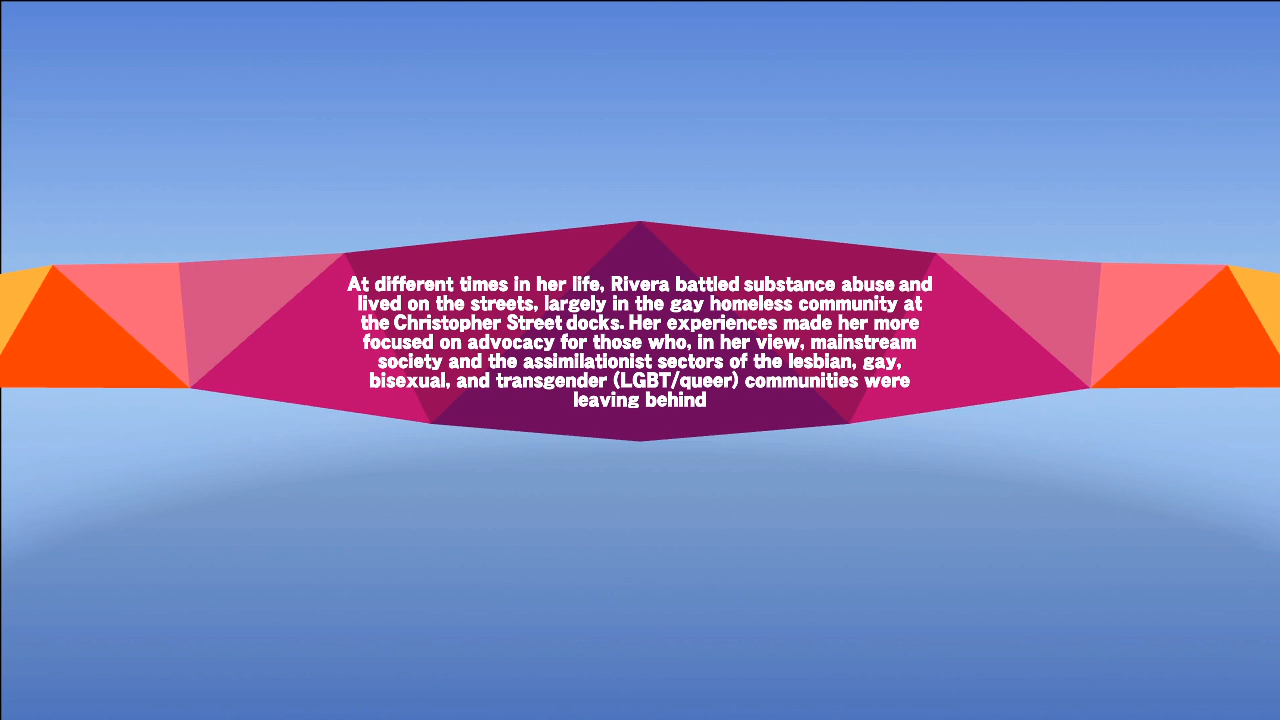 At different times in her life, Rivera battled substance abuse and
lived on the streets, largely in the gay homeless community at
the Christopher Street docks. Her experiences made her more
focused on advocacy for those who, in her view, mainstream
society and the assimilationist sectors of the lesbian, gay,
bisexual, and transgender (LGBT/queer) communities were
leaving behind